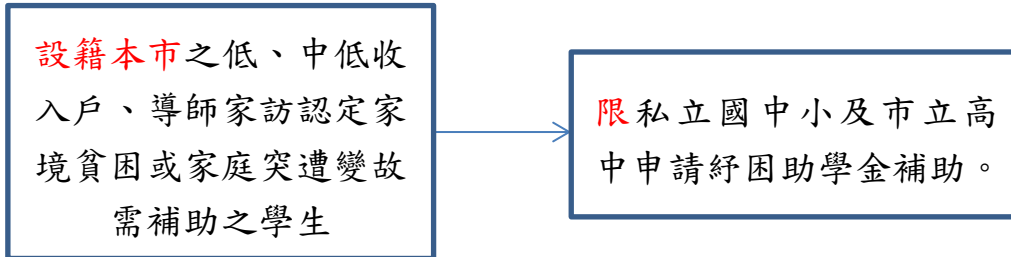 設籍本市之低、中低收
入戶、導師家訪認定家
境貧困或家庭突遭變故
需補助之學生
限私立國中小及市立高
中申請紓困助學金補助。